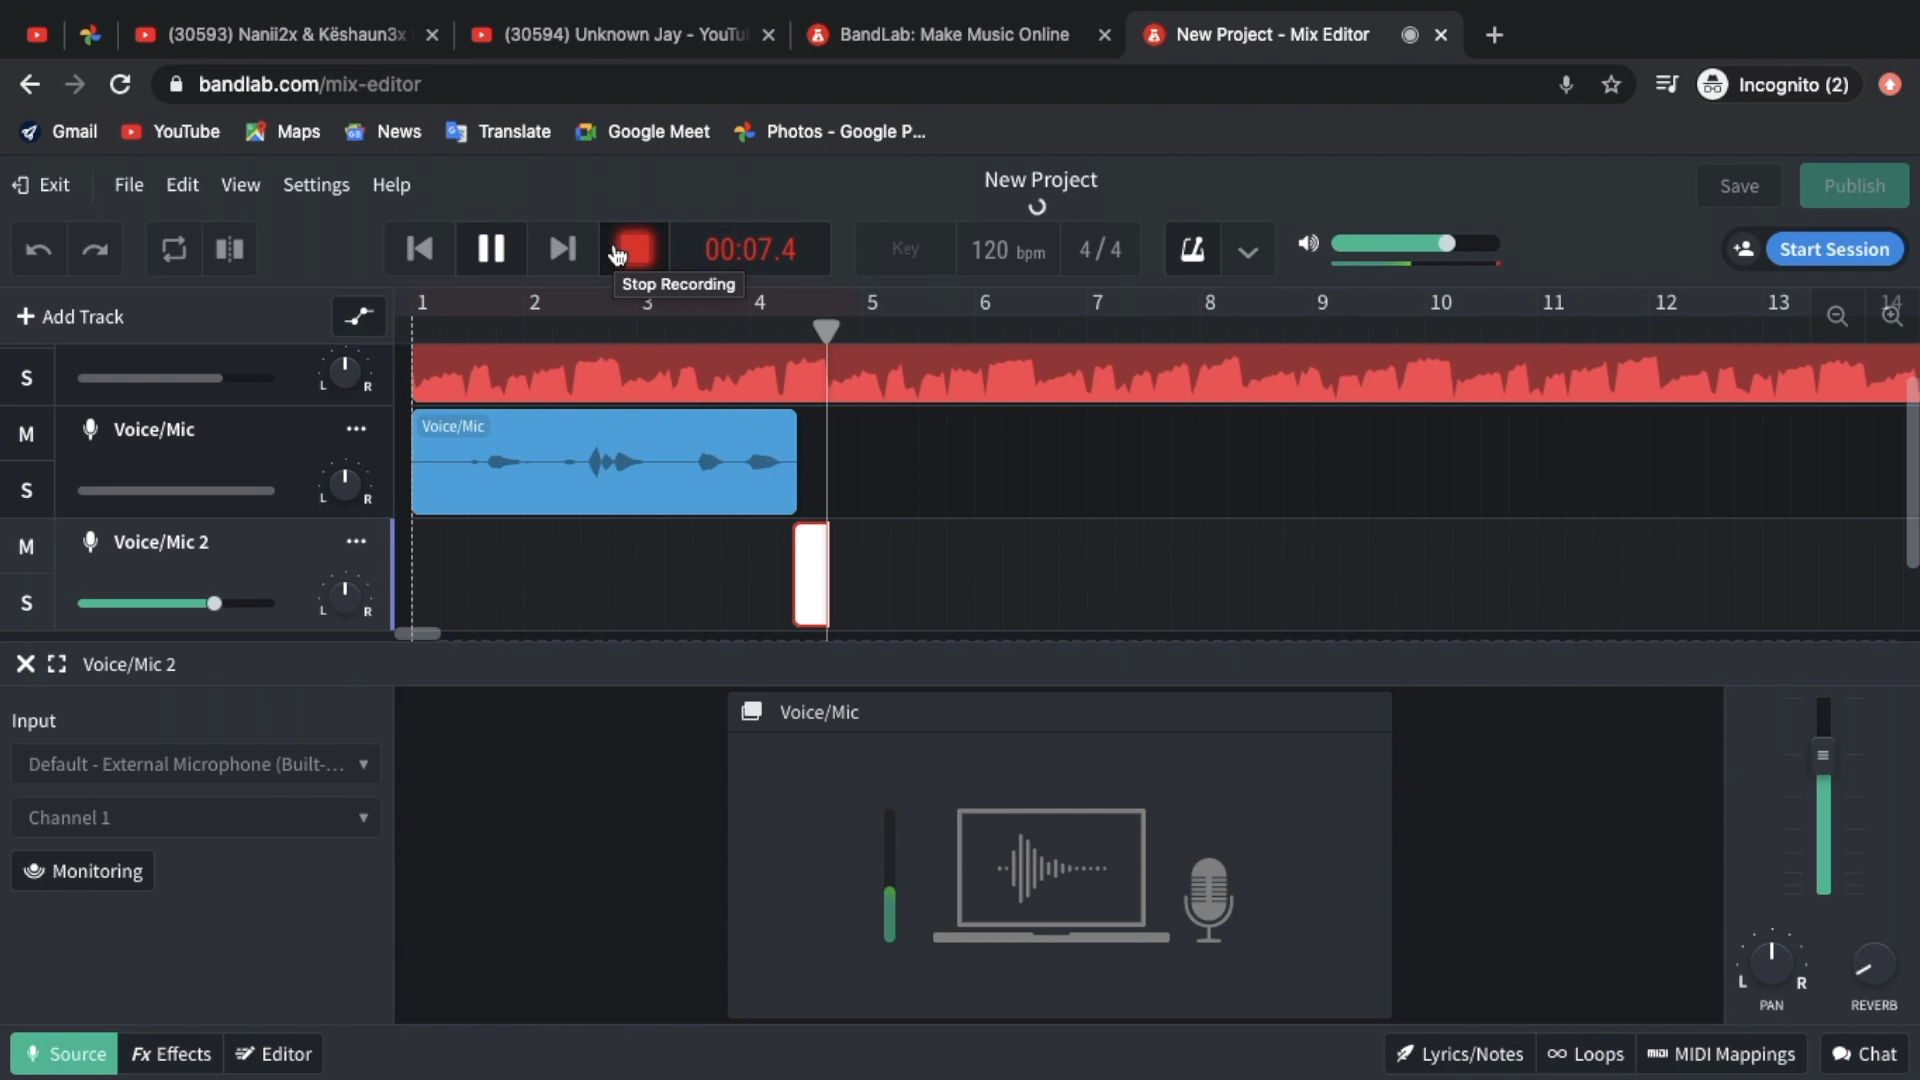 (30593) Nanii2x & Këshaun3x
(30594) Unknown Jay - YouTu
BandLab: Make Music Online
New Project - Mix Editor
bandlab.com/mix-editor
Incognito (2)
Gmail
YouTube
Maps
News
Translate
Google Meet
Photos - Google P...
Exit
File
Edit
View
Settings
Help
New Project
Save
Publish
00:07.4
Key
120 bpm
4 / 4
Start Session
Stop Recording
+ Add Track
1 2 3 4 5 6 7 8 9 10 11 12 13 14
S
L R
M
Voice/Mic
...
S
L R
Voice/Mic
M
Voice/Mic 2
...
S
L R
Voice/Mic 2
Input
Default - External Microphone (Built-...
Channel 1
Monitoring
Voice/Mic
L R
PAN
REVERB
Source
Fx Effects
Editor
Lyrics/Notes
Loops
MIDI MIDI Mappings
Chat